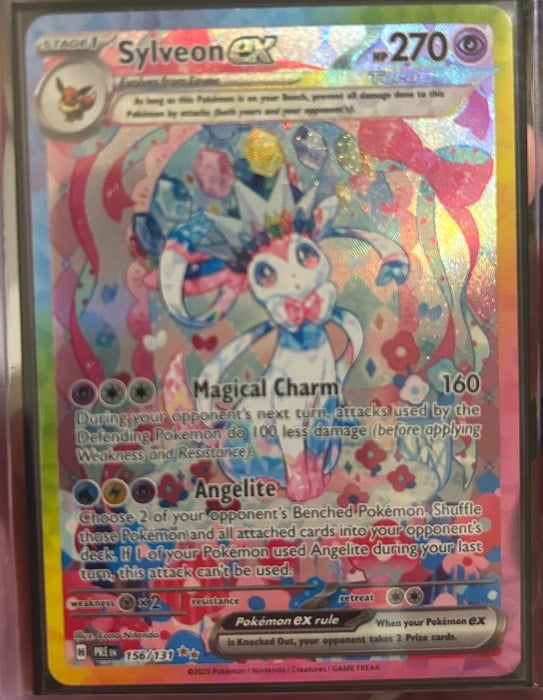 STAGE 1
Sylveon ex
HP 270
Evolves from Eevee
Tera
As long as this Pokémon is on your Bench, prevent all damage done to this
Pokémon by attacks (both yours and your opponent's).
Magical Charm 160
During your opponent's next turn, attacks used by the
Defending Pokémon do 100 less damage (before applying
Weakness and Resistance).
Angelite
Choose 2 of your opponent's Benched Pokémon. Shuffle
those Pokémon and all attached cards into your opponent's
deck. If 1 of your Pokémon used Angelite during your last
turn, this attack can't be used.
weakness ×2 resistance retreat
Pokémon ex rule
When your Pokémon ex
is Knocked Out, your opponent takes 2 Prize cards.
Illus.
H PRE EN 156/131
©2025 Pokémon / Nintendo / Creatures / GAME FREAK